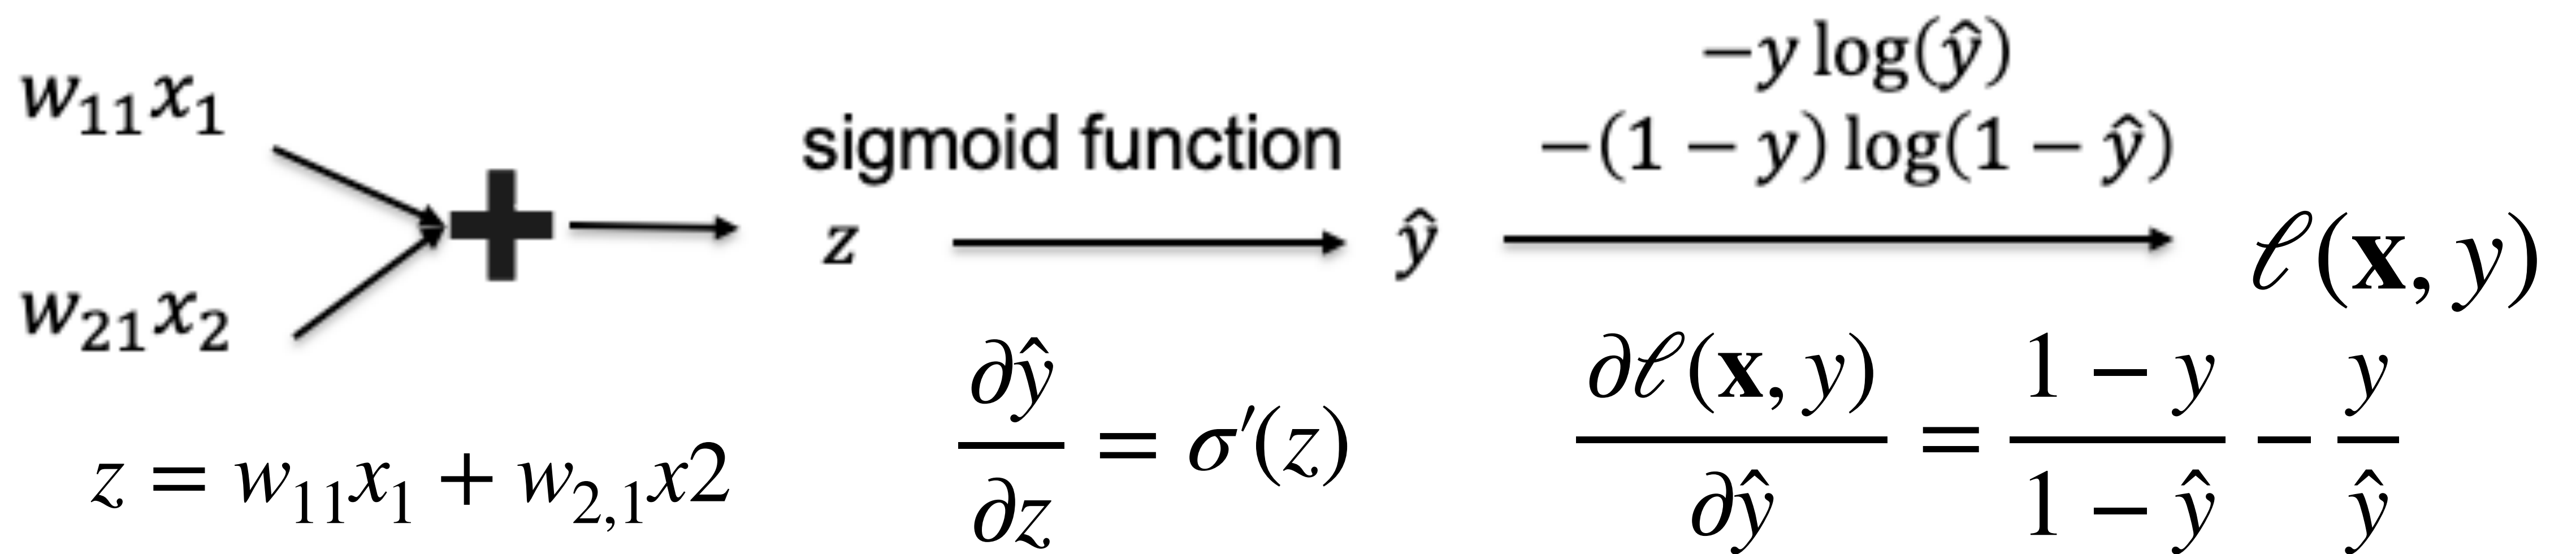 −y log(ŷ)
−(1 − y) log(1 − ŷ)
w₁₁x₁
sigmoid function
w₂₁x₂
z
ŷ
ℓ(x, y)
z = w₁₁x₁ + w₂,₁x2
∂ŷ/∂z = σ′(z)
∂ℓ(x, y)/∂ŷ = (1 − y)/(1 − ŷ) − y/ŷ